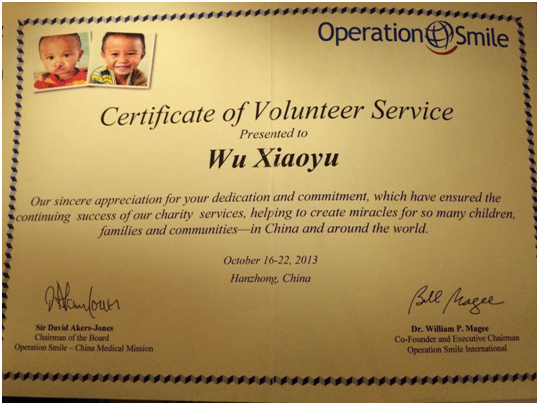 Operation Smile
Certificate of Volunteer Service
Presented to
Wu Xiaoyu
Our sincere appreciation for your dedication and commitment, which have ensured the
continuing success of our charity services, helping to create miracles for so many children,
families and communities—in China and around the world.
October 16-22, 2013
Hanzhong, China
Sir David Akers-Jones
Chairman of the Board
Operation Smile – China Medical Mission
Bill Magee
Dr. William P. Magee
Co-Founder and Executive Chairman
Operation Smile International